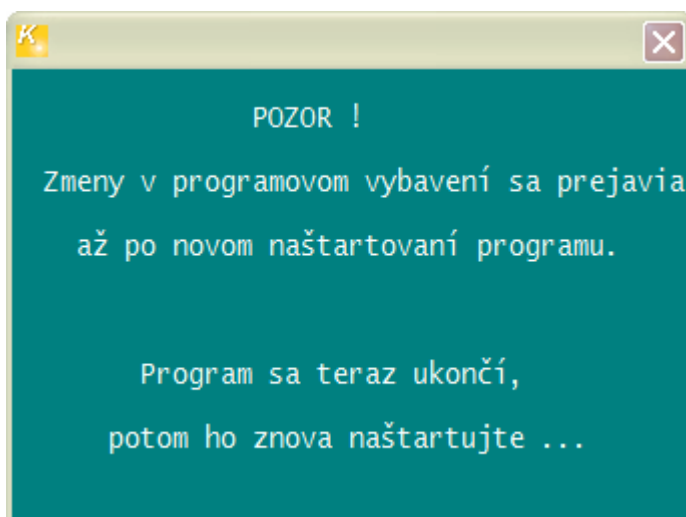 K
POZOR !
Zmeny v programovom vybavení sa prejavia
až po novom naštartovaní programu.
Program sa teraz ukončí,
potom ho znova naštartujte ...